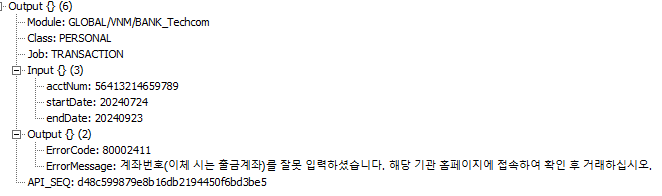 Output {} (6)
Module: GLOBAL/VNM/BANK_Techcom
Class: PERSONAL
Job: TRANSACTION
Input {} (3)
acctNum: 56413214659789
startDate: 20240724
endDate: 20240923
Output {} (2)
ErrorCode: 80002411
ErrorMessage: 계좌번호(이체 시는 출금계좌)를 잘못 입력하셨습니다. 해당 기관 홈페이지에 접속하여 확인 후 거래하십시오.
API_SEQ: d48c599879e8b16db2194450f6bd3be5